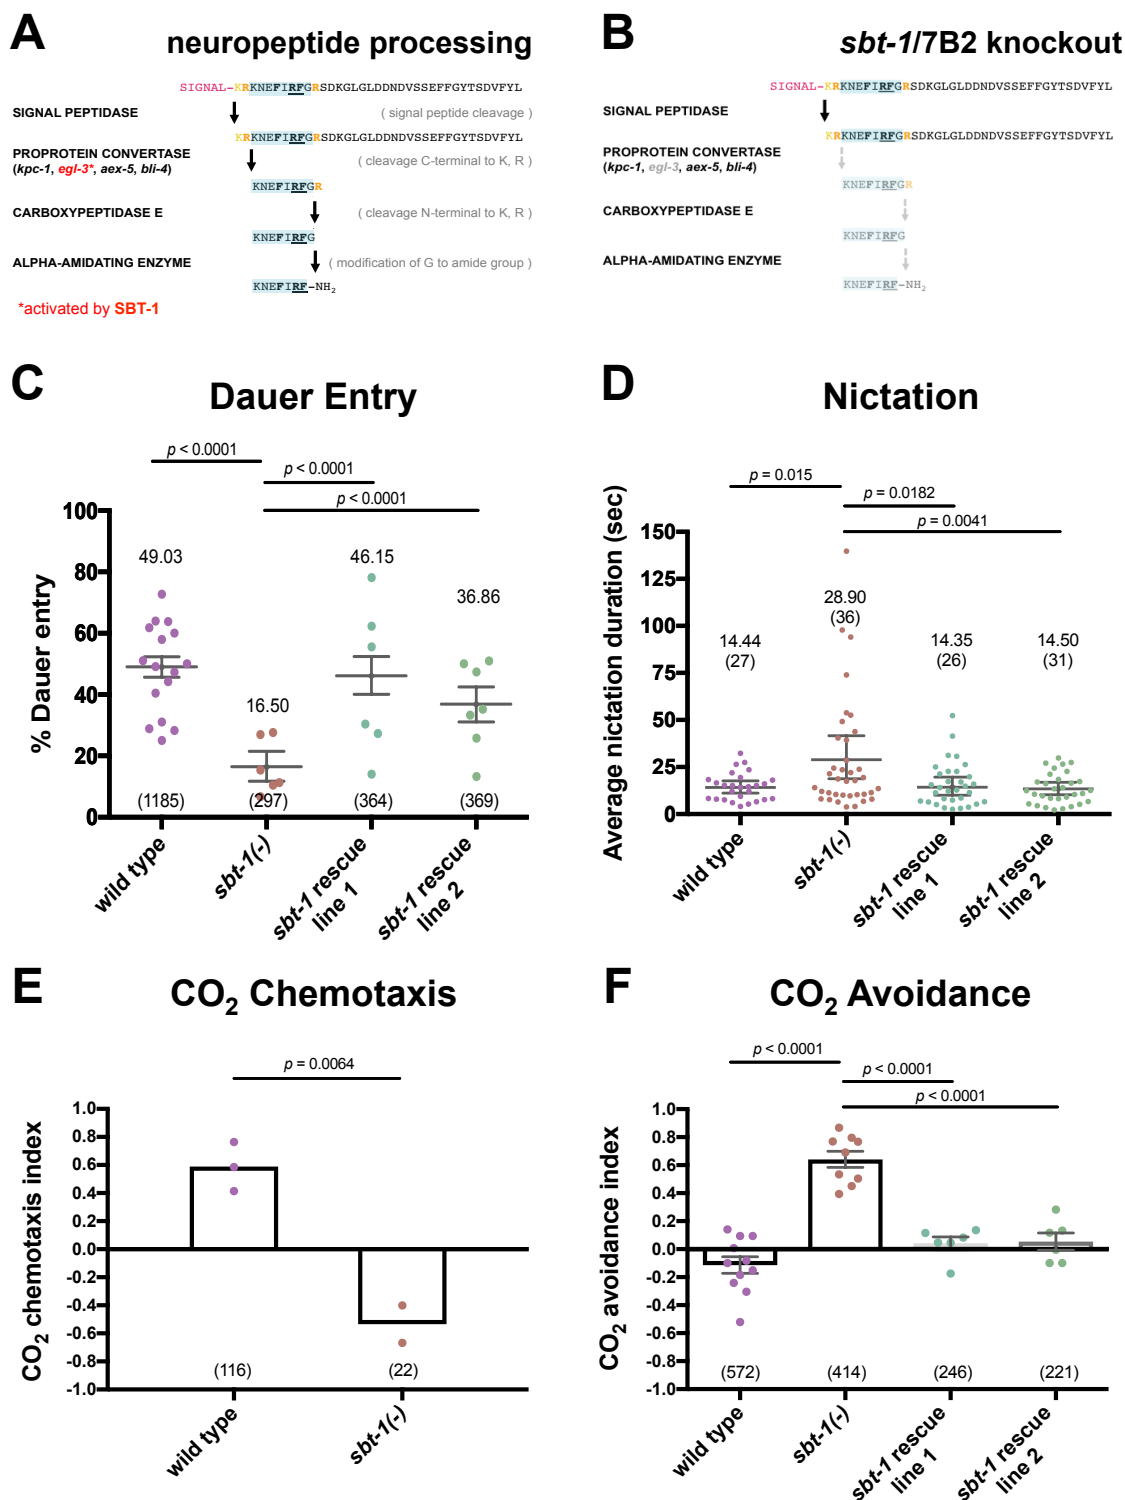 A neuropeptide processing
SIGNAL-KRKNEFIRFGRSDKGLGLDDNDVSSEFFGYTSDVFYL
SIGNAL PEPTIDASE ( signal peptide cleavage )
KRKNEFIRFGRSDKGLGLDDNDVSSEFFGYTSDVFYL
PROPROTEIN CONVERTASE ( cleavage C-terminal to K, R )
(kpc-1, egl-3*, aex-5, bli-4)
KNEFIRFGR
CARBOXYPEPTIDASE E ( cleavage N-terminal to K, R )
KNEFIRFG
ALPHA-AMIDATING ENZYME ( modification of G to amide group )
KNEFIRF-NH2
*activated by SBT-1
B sbt-1/7B2 knockout
SIGNAL-KRKNEFIRFGRSDKGLGLDDNDVSSEFFGYTSDVFYL
SIGNAL PEPTIDASE
KRKNEFIRFGRSDKGLGLDDNDVSSEFFGYTSDVFYL
PROPROTEIN CONVERTASE
(kpc-1, egl-3, aex-5, bli-4)
KNEFIRFGR
CARBOXYPEPTIDASE E
KNEFIRFG
ALPHA-AMIDATING ENZYME
KNEFIRF-NH2
C Dauer Entry
p < 0.0001
p < 0.0001
p < 0.0001
% Dauer entry
100
80
60
40
20
0
49.03
16.50
46.15
36.86
(1185)
(297)
(364)
(369)
wild type
sbt-1(-)
sbt-1 rescue
line 1
sbt-1 rescue
line 2
D Nictation
p = 0.015
p = 0.0182
p = 0.0041
Average nictation duration (sec)
150
125
100
75
50
25
0
14.44
(27)
28.90
(36)
14.35
(26)
14.50
(31)
wild type
sbt-1(-)
sbt-1 rescue
line 1
sbt-1 rescue
line 2
E CO2 Chemotaxis
p = 0.0064
CO2 chemotaxis index
1.0
0.8
0.6
0.4
0.2
0.0
-0.2
-0.4
-0.6
-0.8
-1.0
(116)
(22)
wild type
sbt-1(-)
F CO2 Avoidance
p < 0.0001
p < 0.0001
p < 0.0001
CO2 avoidance index
1.0
0.8
0.6
0.4
0.2
0.0
-0.2
-0.4
-0.6
-0.8
-1.0
(572)
(414)
(246)
(221)
wild type
sbt-1(-)
sbt-1 rescue
line 1
sbt-1 rescue
line 2